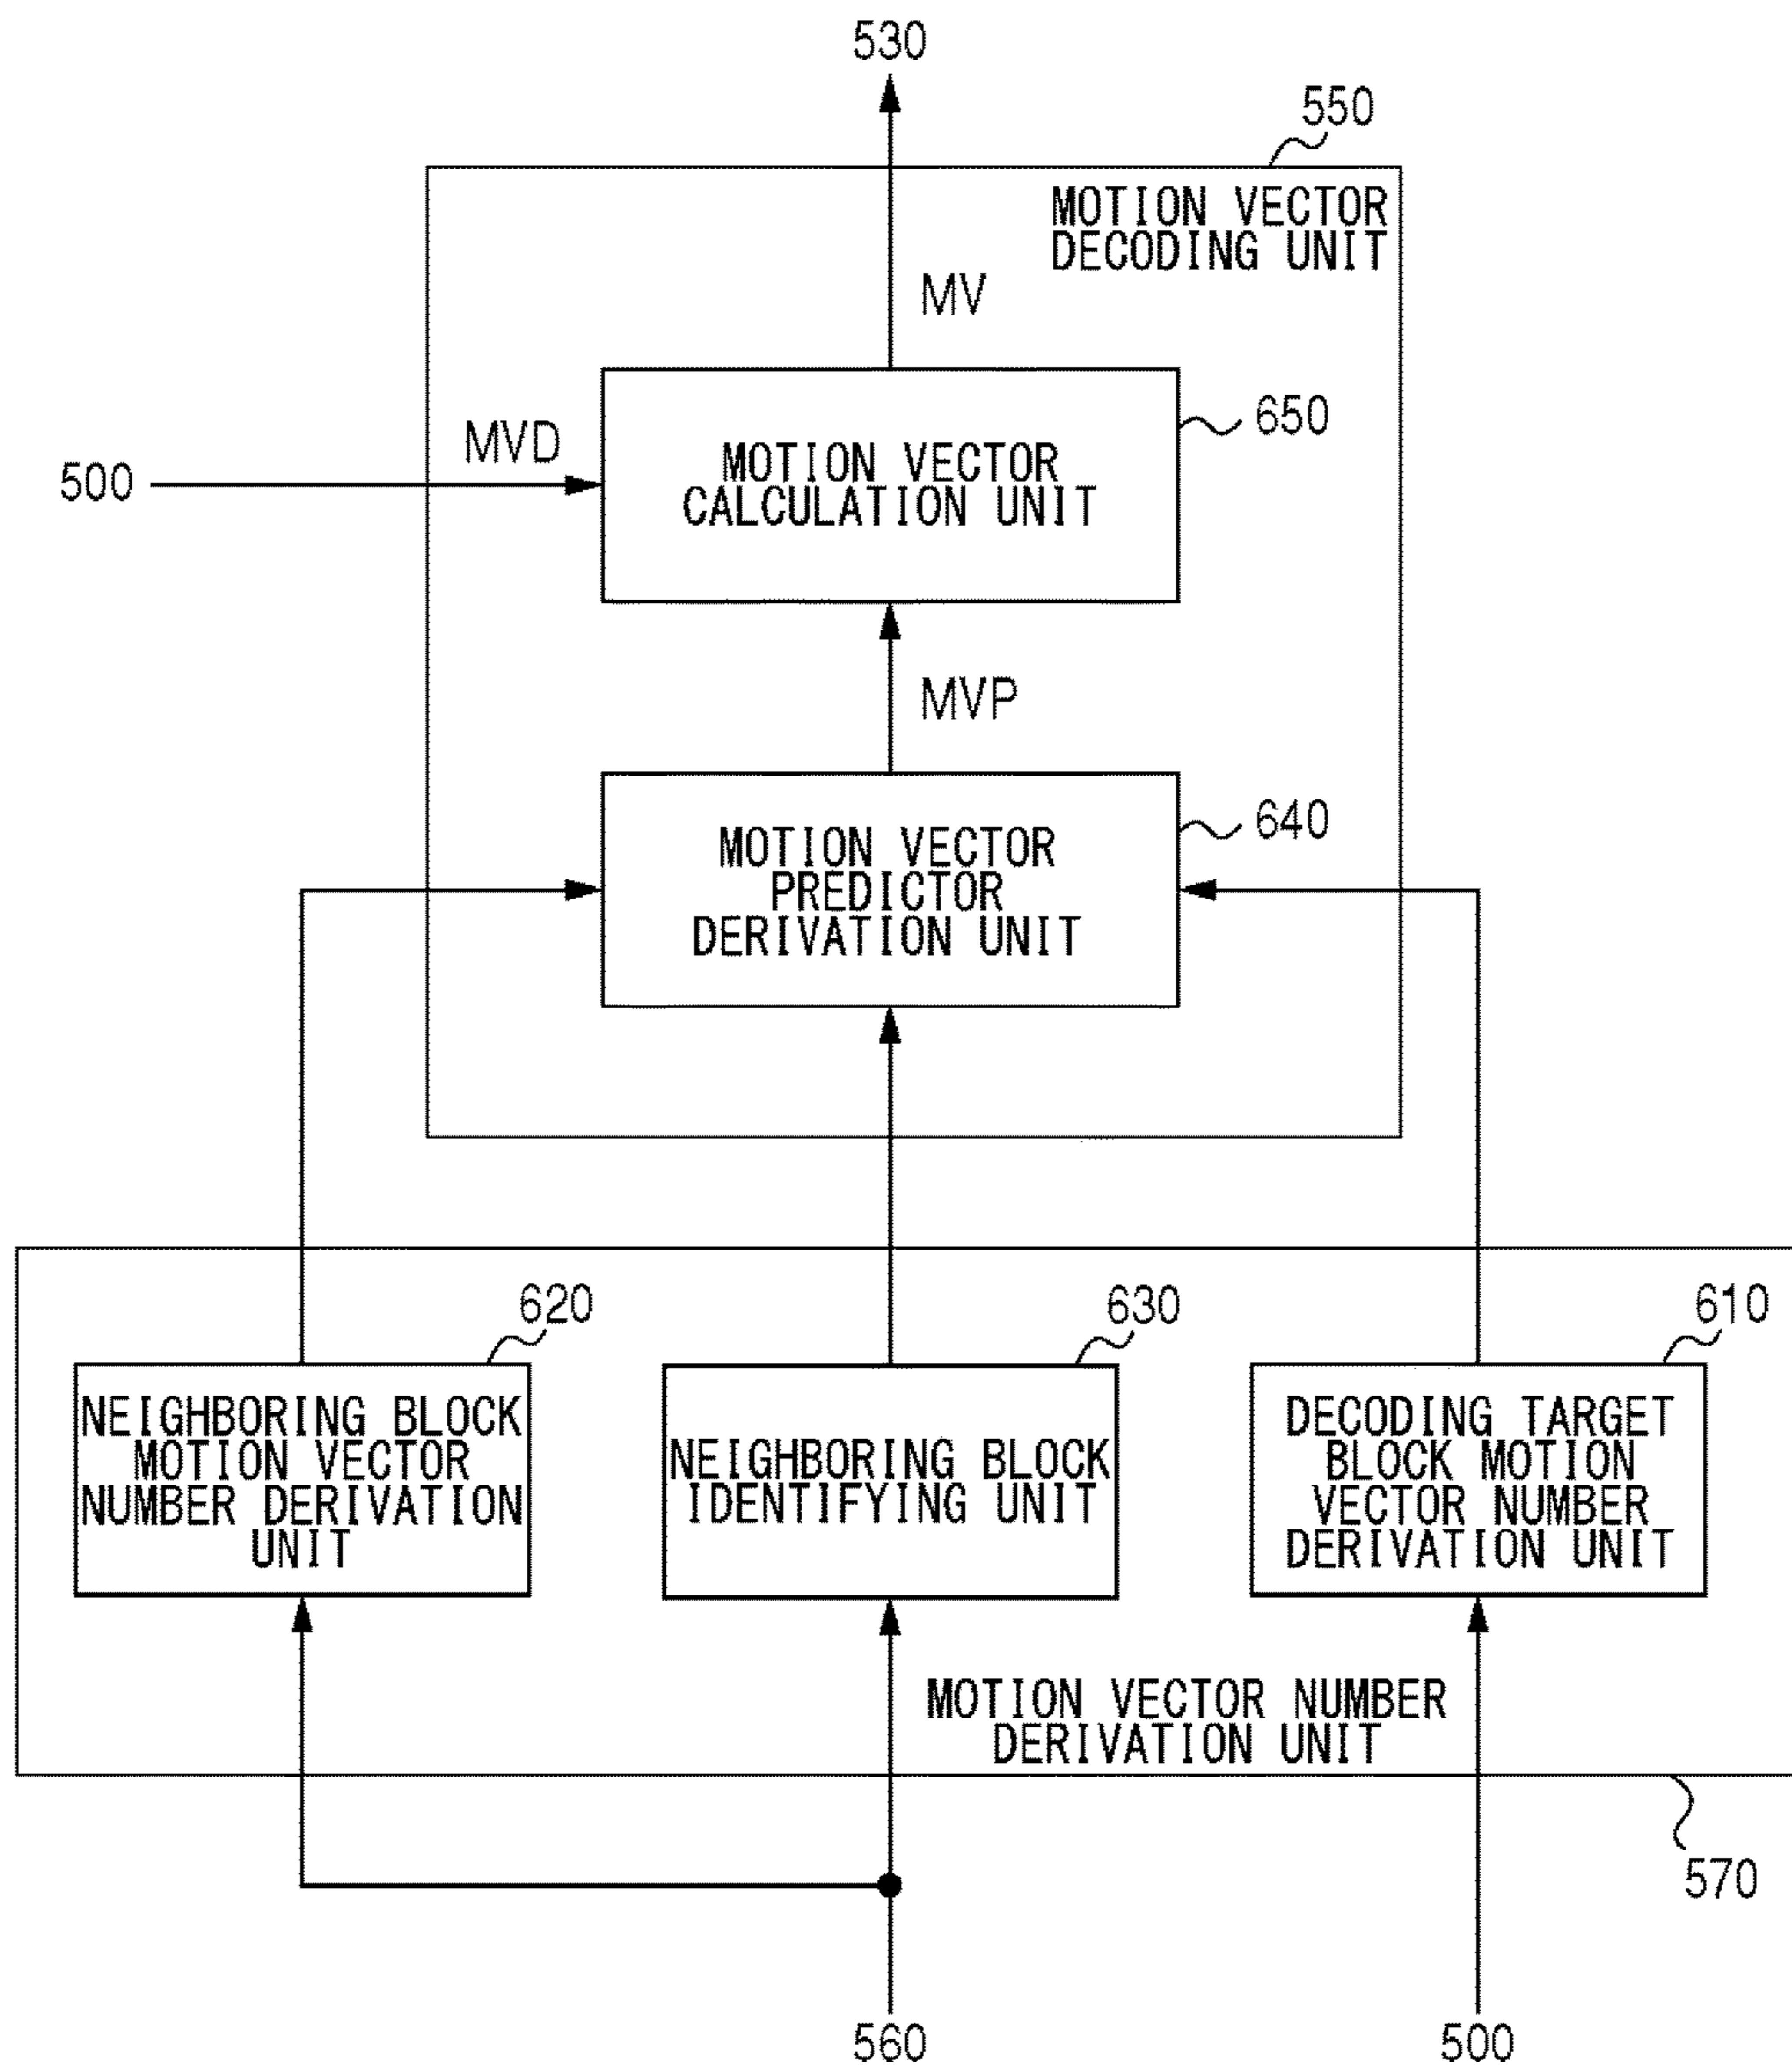 530
550
MOTION VECTOR
DECODING UNIT
MV
650
MVD
500
MOTION VECTOR
CALCULATION UNIT
MVP
640
MOTION VECTOR
PREDICTOR
DERIVATION UNIT
620
630
610
NEIGHBORING BLOCK
MOTION VECTOR
NUMBER DERIVATION
UNIT
NEIGHBORING BLOCK
IDENTIFYING UNIT
DECODING TARGET
BLOCK MOTION
VECTOR NUMBER
DERIVATION UNIT
MOTION VECTOR NUMBER
DERIVATION UNIT
570
560
500